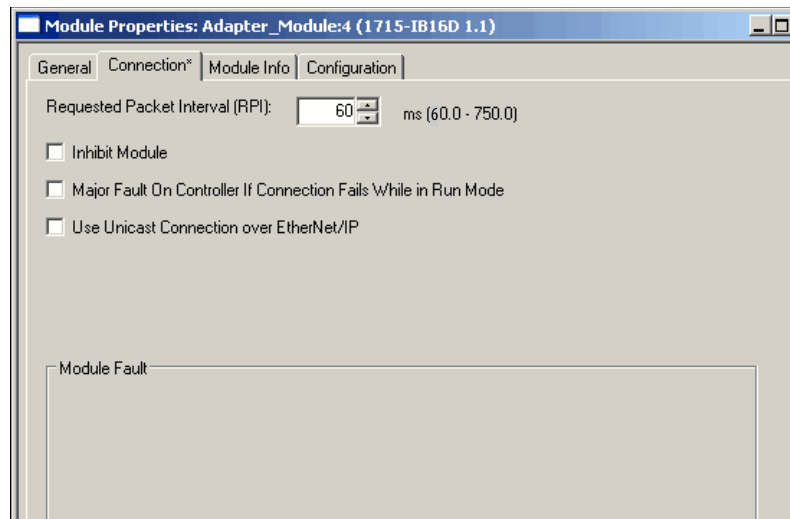 Module Properties: Adapter_Module:4 (1715-IB16D 1.1)
General Connection* Module Info Configuration
Requested Packet Interval (RPI): 60 ms (60.0 - 750.0)
Inhibit Module
Major Fault On Controller If Connection Fails While in Run Mode
Use Unicast Connection over EtherNet/IP
Module Fault